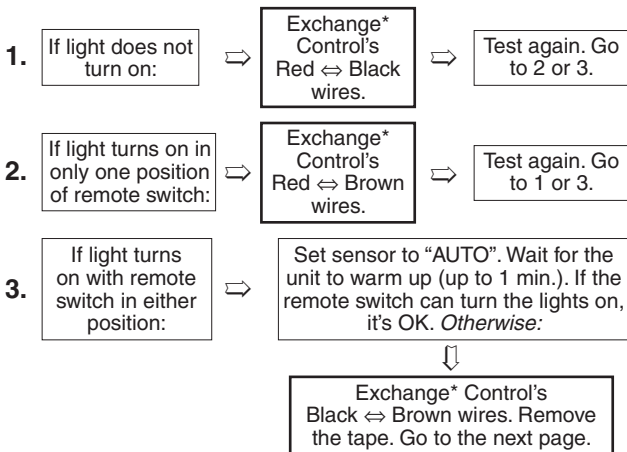 1.
If light does not
turn on:
Exchange*
Control's
Red ⇔ Black
wires.
Test again. Go
to 2 or 3.
2.
If light turns on in
only one position
of remote switch:
Exchange*
Control's
Red ⇔ Brown
wires.
Test again. Go
to 1 or 3.
3.
If light turns
on with remote
switch in either
position:
Set sensor to “AUTO”. Wait for the
unit to warm up (up to 1 min.). If the
remote switch can turn the lights on,
it's OK. Otherwise:
Exchange* Control's
Black ⇔ Brown wires. Remove
the tape. Go to the next page.